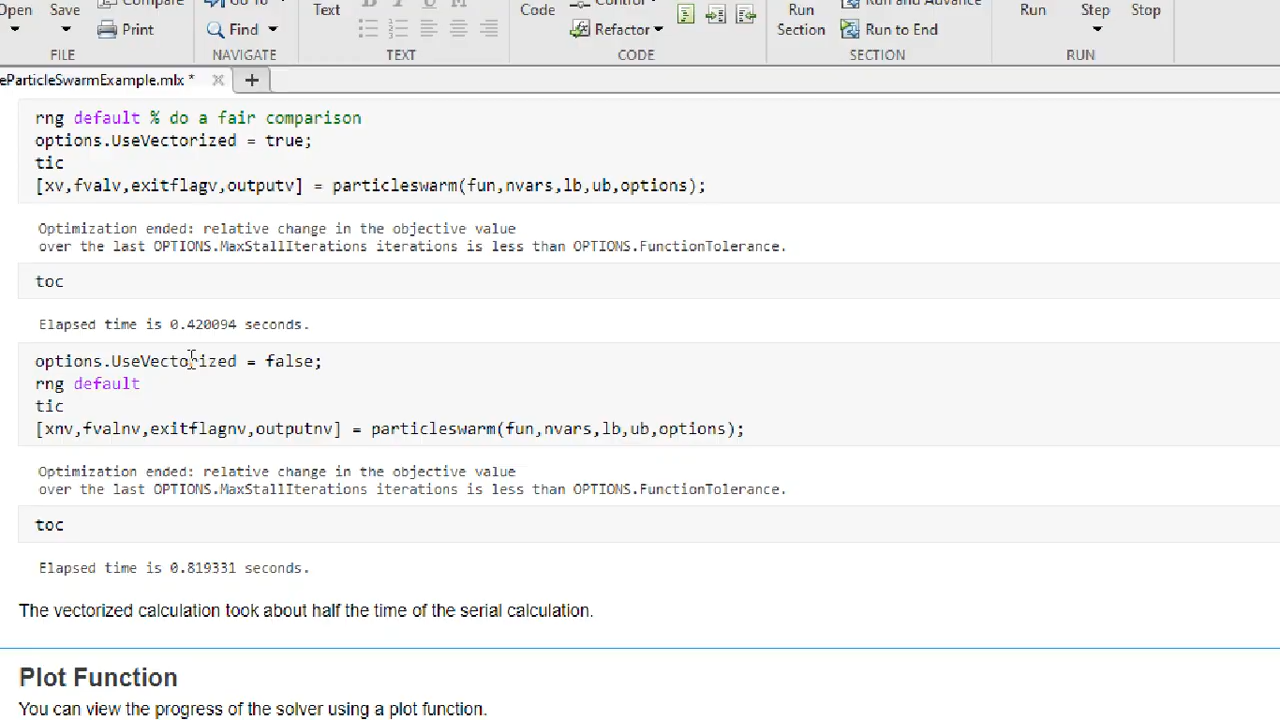 Open Save Compare Go To Text B I U M Code Control Run Section Run and Advance Run Step Stop
Print Find Refactor Run to End
FILE NAVIGATE TEXT CODE SECTION RUN
eParticleSwarmExample.mlx * × +
rng default % do a fair comparison
options.UseVectorized = true;
tic
[xv,fvalv,exitflagv,outputv] = particleswarm(fun,nvars,lb,ub,options);
Optimization ended: relative change in the objective value
over the last OPTIONS.MaxStallIterations iterations is less than OPTIONS.FunctionTolerance.
toc
Elapsed time is 0.420094 seconds.
options.UseVectorized = false;
rng default
tic
[xnv,fvalnv,exitflagnv,outputnv] = particleswarm(fun,nvars,lb,ub,options);
Optimization ended: relative change in the objective value
over the last OPTIONS.MaxStallIterations iterations is less than OPTIONS.FunctionTolerance.
toc
Elapsed time is 0.819331 seconds.
The vectorized calculation took about half the time of the serial calculation.
Plot Function
You can view the progress of the solver using a plot function.